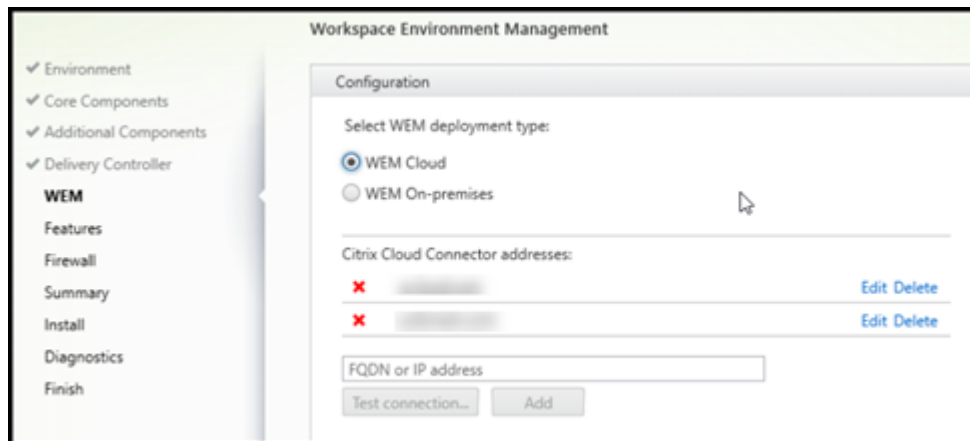 Workspace Environment Management
Environment
Core Components
Additional Components
Delivery Controller
WEM
Features
Firewall
Summary
Install
Diagnostics
Finish
Configuration
Select WEM deployment type:
WEM Cloud
WEM On-premises
Citrix Cloud Connector addresses:
Edit Delete
Edit Delete
FQDN or IP address
Test connection... Add